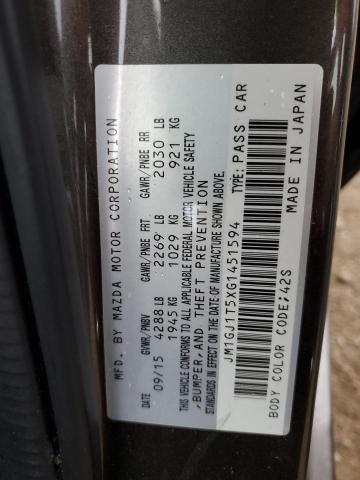 MFD. BY MAZDA MOTOR CORPORATION
DATE GVWR/PNBV GAWR/PNBE FRT GAWR/PNBE RR
09/15 4288 LB 2269 LB 2030 LB
1945 KG 1029 KG 921 KG
THIS VEHICLE CONFORMS TO ALL APPLICABLE FEDERAL MOTOR VEHICLE SAFETY
,BUMPER,AND THEFT PREVENTION
STANDARDS IN EFFECT ON THE DATE OF MANUFACTURE SHOWN ABOVE.
JM1GJ1T5XG1451594 TYPE: PASS CAR
BODY COLOR CODE;42S MADE IN JAPAN